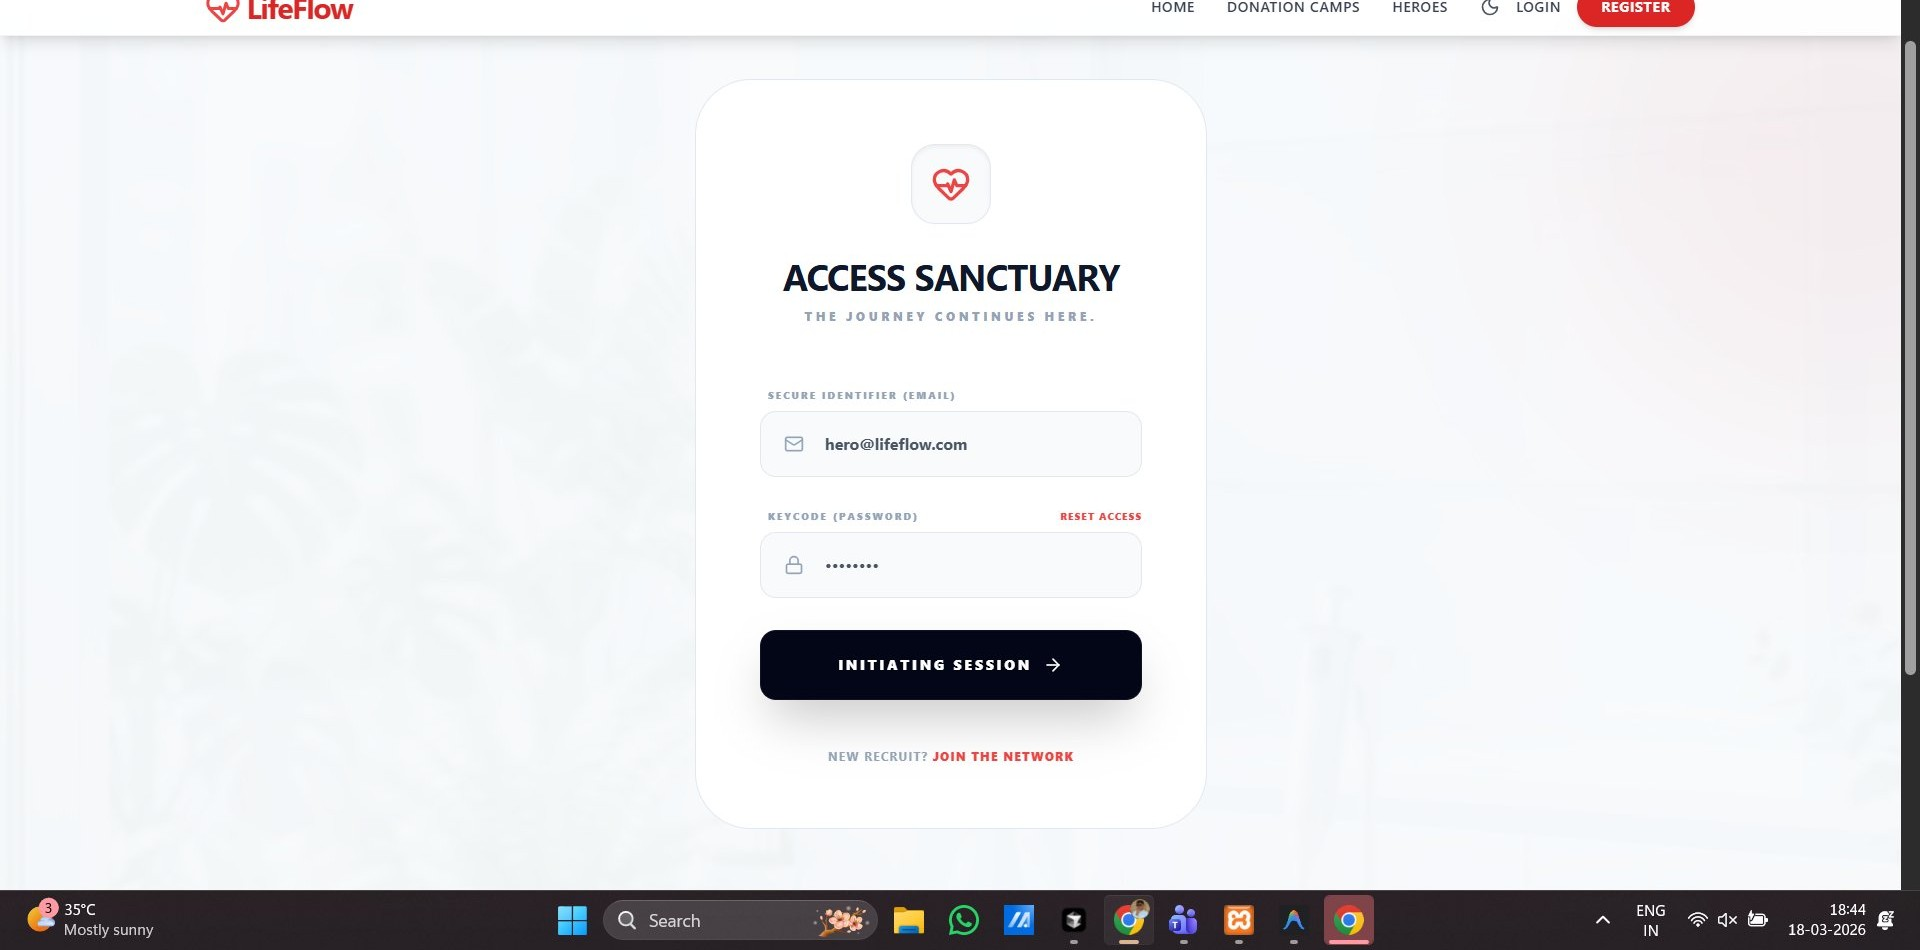 LifeFlow
HOME DONATION CAMPS HEROES LOGIN REGISTER
ACCESS SANCTUARY
THE JOURNEY CONTINUES HERE.
SECURE IDENTIFIER (EMAIL)
hero@lifeflow.com
KEYCODE (PASSWORD) RESET ACCESS
••••••••
INITIATING SESSION
NEW RECRUIT? JOIN THE NETWORK
3
35°C
Mostly sunny
Search
ENG
IN
18:44
18-03-2026